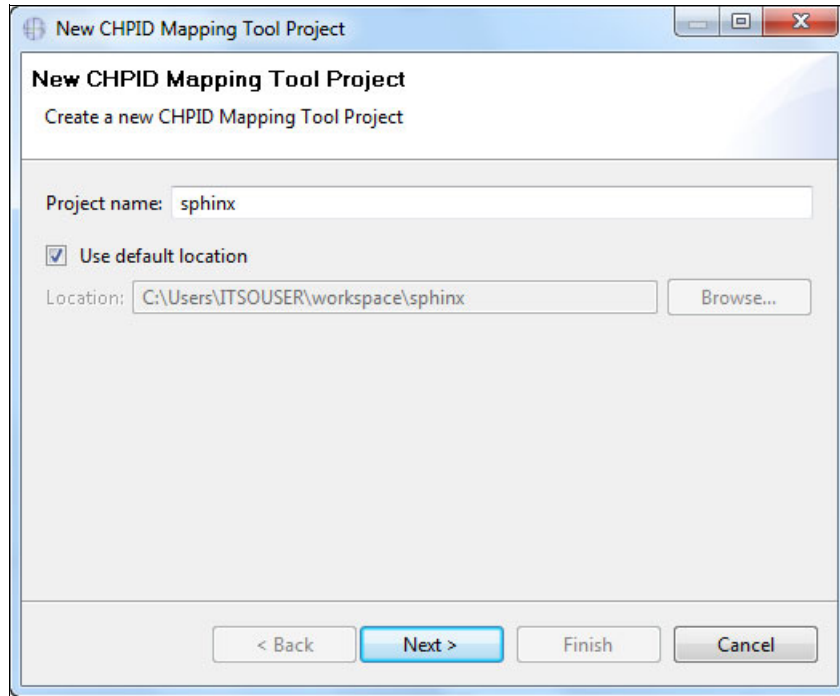 New CHPID Mapping Tool Project
New CHPID Mapping Tool Project
Create a new CHPID Mapping Tool Project
Project name: sphinx
Use default location
Location: C:\Users\ITSOUSER\workspace\sphinx Browse...
< Back Next > Finish Cancel